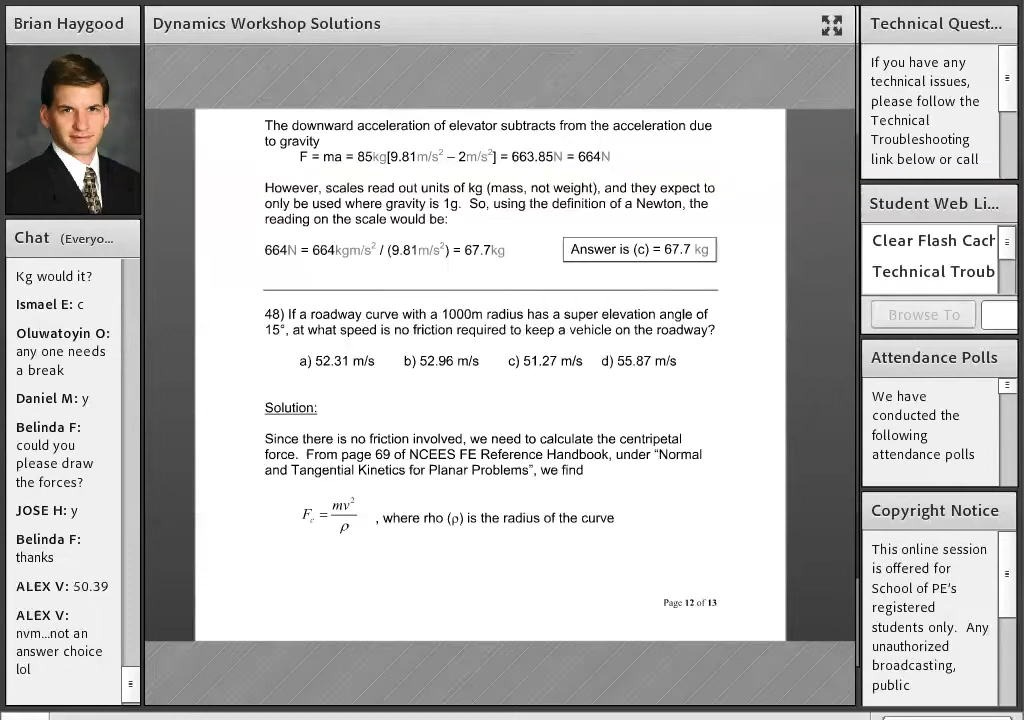 Brian Haygood
Dynamics Workshop Solutions
Technical Quest...
If you have any
technical issues,
please follow the
Technical
Troubleshooting
link below or call
Student Web Li...
Clear Flash Cach
Technical Troub
Browse To
Attendance Polls
We have
conducted the
following
attendance polls
Copyright Notice
This online session
is offered for
School of PE's
registered
students only. Any
unauthorized
broadcasting,
public
Chat (Everyo...
Kg would it?
Ismael E: c
Oluwatoyin O:
any one needs
a break
Daniel M: y
Belinda F:
could you
please draw
the forces?
JOSE H: y
Belinda F:
thanks
ALEX V: 50.39
ALEX V:
nvm...not an
answer choice
lol
The downward acceleration of elevator subtracts from the acceleration due
to gravity
F = ma = 85kg[9.81m/s² – 2m/s²] = 663.85N = 664N
However, scales read out units of kg (mass, not weight), and they expect to
only be used where gravity is 1g. So, using the definition of a Newton, the
reading on the scale would be:
664N = 664kgm/s² / (9.81m/s²) = 67.7kg
Answer is (c) = 67.7 kg
48) If a roadway curve with a 1000m radius has a super elevation angle of
15°, at what speed is no friction required to keep a vehicle on the roadway?
a) 52.31 m/s b) 52.96 m/s c) 51.27 m/s d) 55.87 m/s
Solution:
Since there is no friction involved, we need to calculate the centripetal
force. From page 69 of NCEES FE Reference Handbook, under “Normal
and Tangential Kinetics for Planar Problems”, we find
F_c = mv²/ρ , where rho (ρ) is the radius of the curve
Page 12 of 13